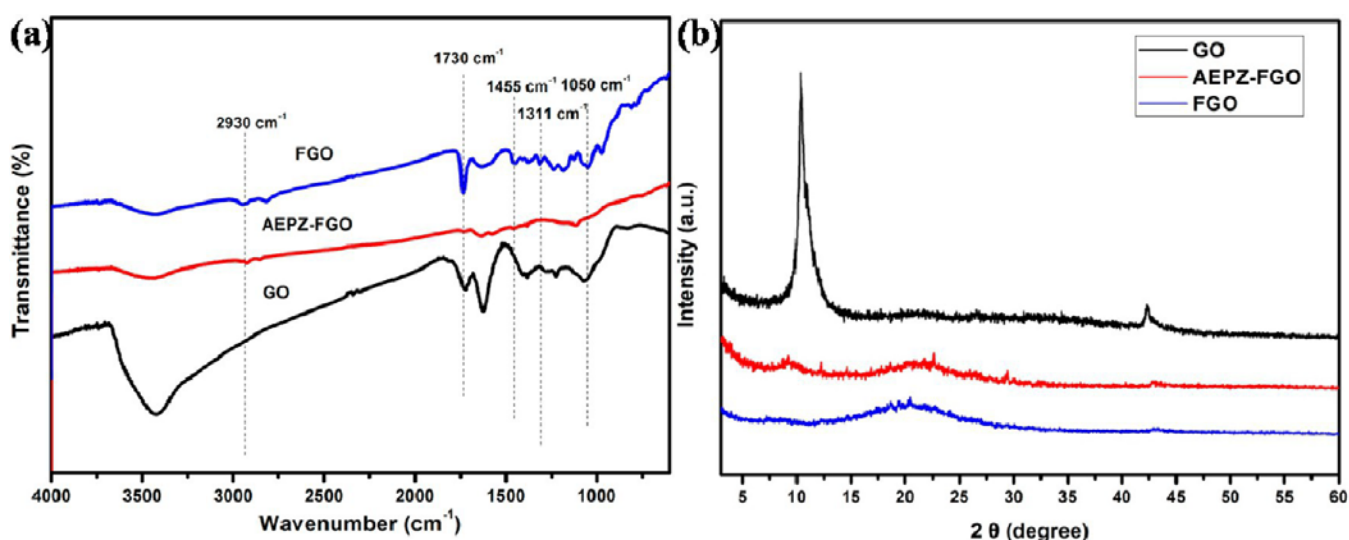 (a)
1730 cm⁻¹
1455 cm⁻¹ 1050 cm⁻¹
1311 cm⁻¹
2930 cm⁻¹
FGO
AEPZ-FGO
GO
Transmittance (%)
4000 3500 3000 2500 2000 1500 1000
Wavenumber (cm⁻¹)
(b)
GO
AEPZ-FGO
FGO
Intensity (a.u.)
5 10 15 20 25 30 35 40 45 50 55 60
2 θ (degree)